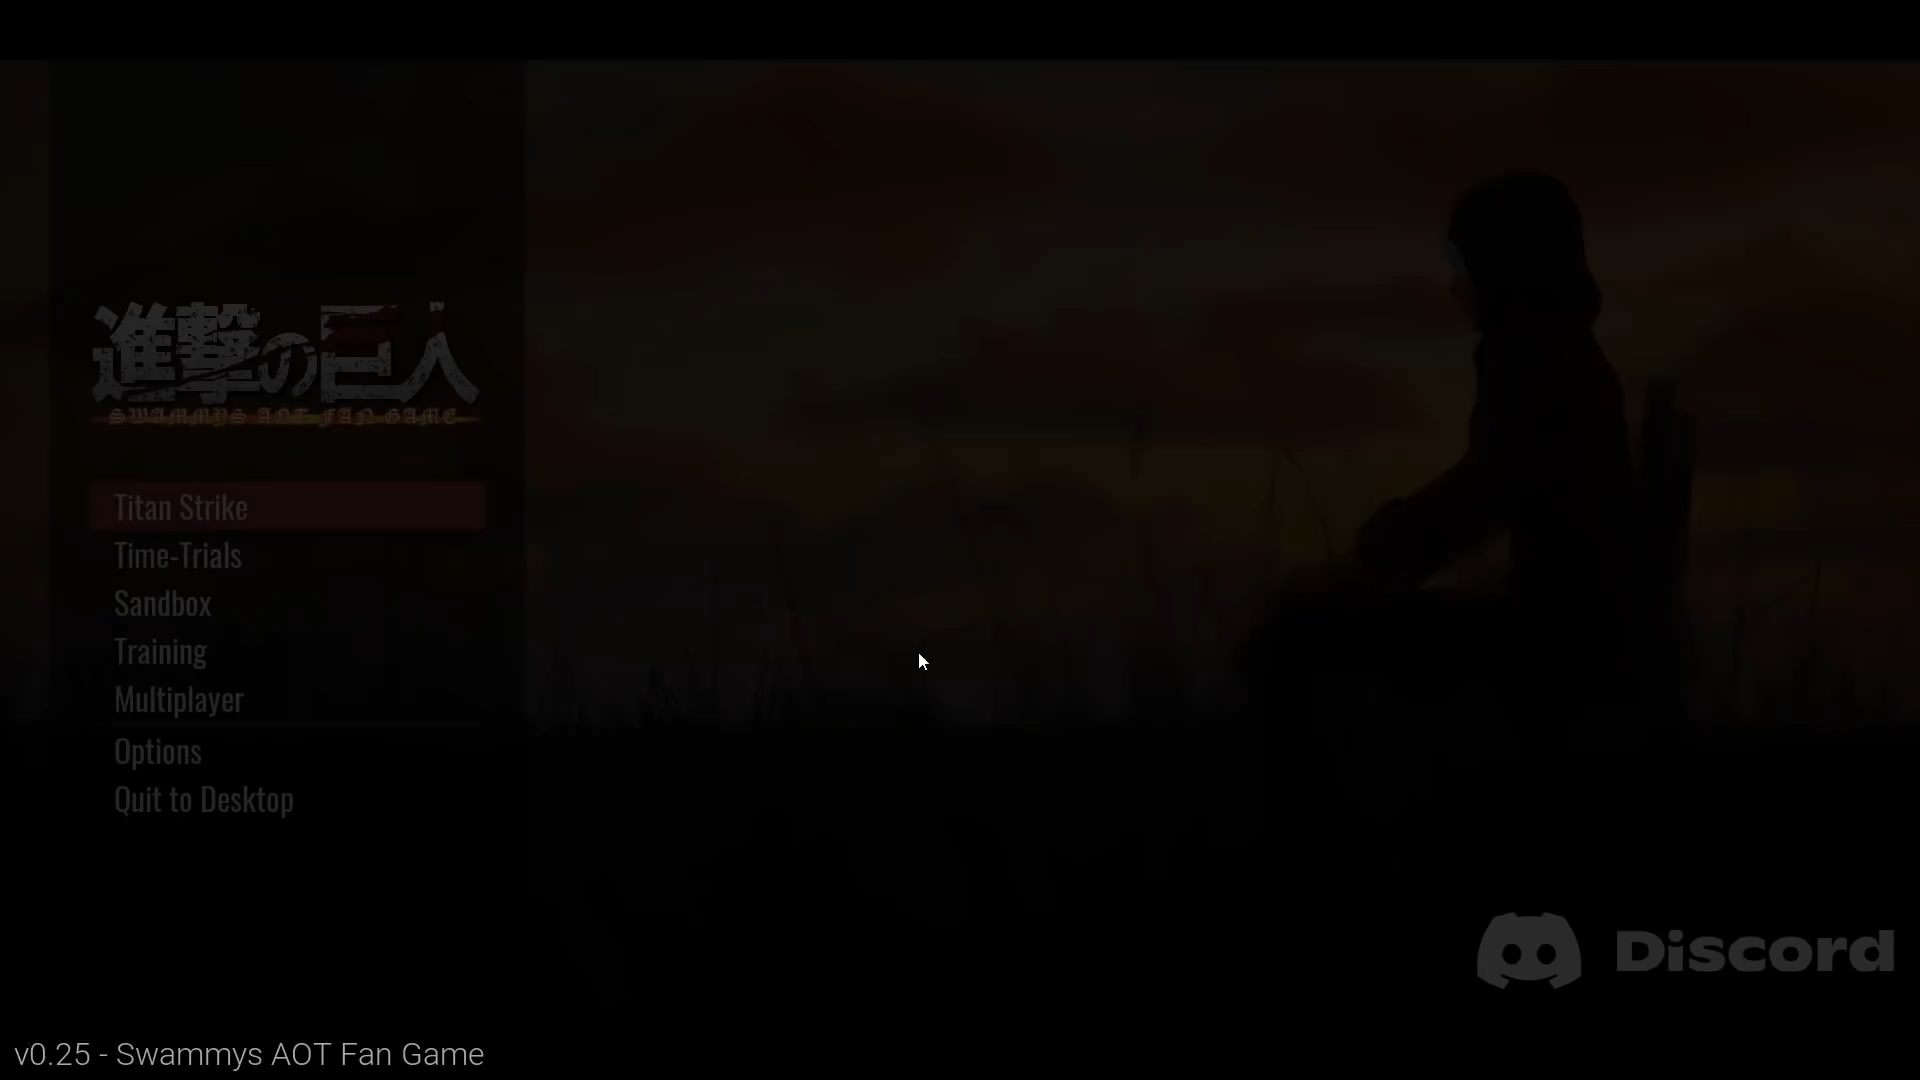 進撃の巨人
SWAMMYS AOT FAN GAME
Titan Strike
Time-Trials
Sandbox
Training
Multiplayer
Options
Quit to Desktop
Discord
v0.25 - Swammys AOT Fan Game